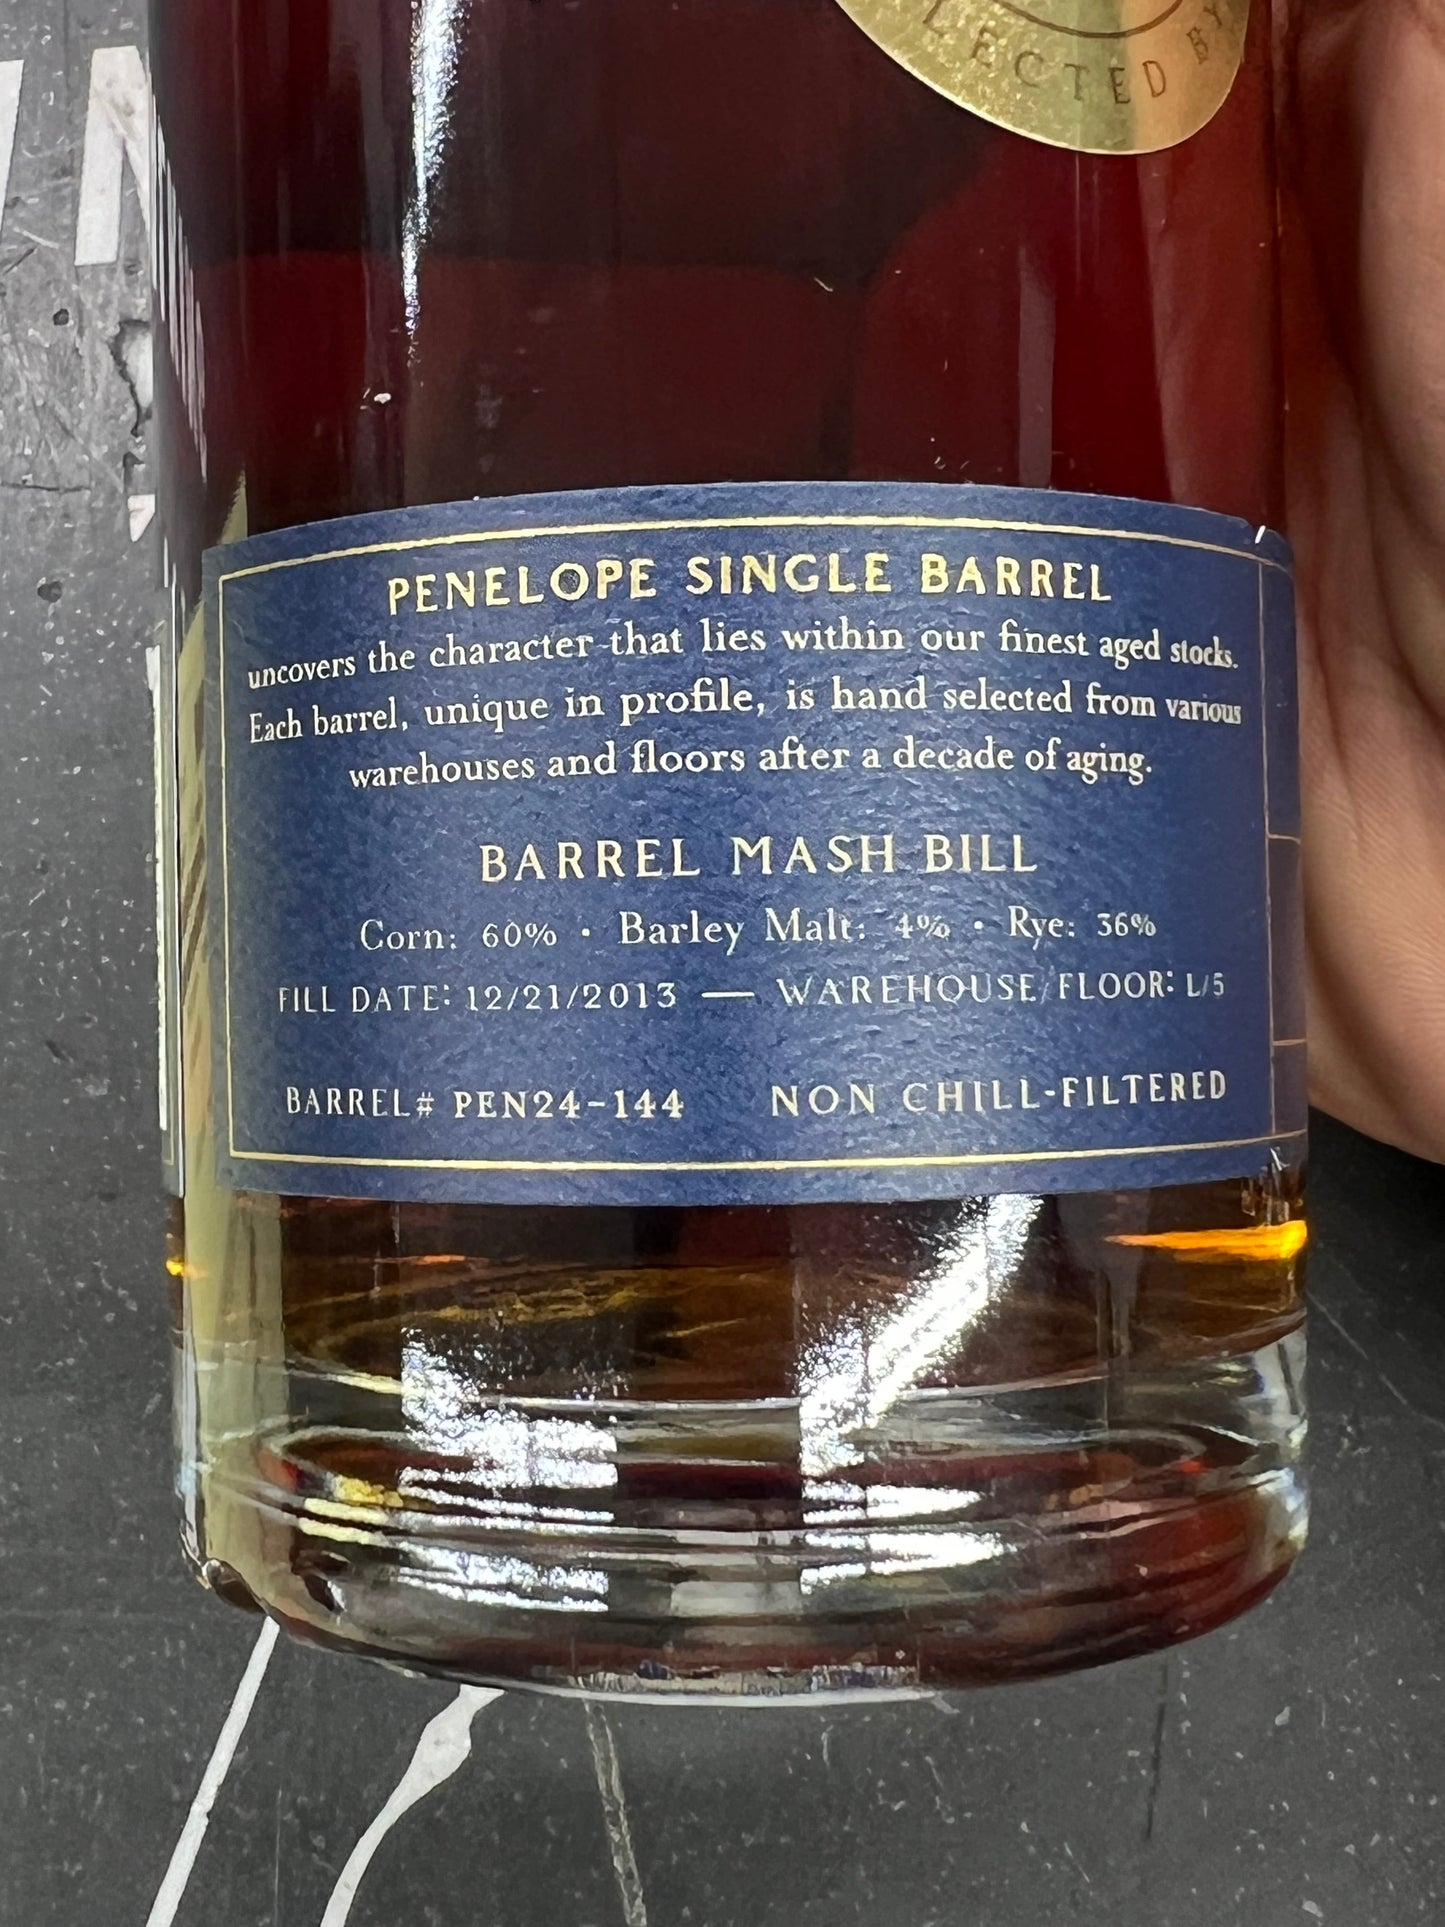 LECTED BY
PENELOPE SINGLE BARREL
uncovers the character that lies within our finest aged stocks.
Each barrel, unique in profile, is hand selected from various
warehouses and floors after a decade of aging.
BARREL MASH BILL
Corn: 60% • Barley Malt: 4% • Rye: 36%
FILL DATE: 12/21/2013 — WAREHOUSE/FLOOR: L/5
BARREL# PEN24-144 NON CHILL-FILTERED